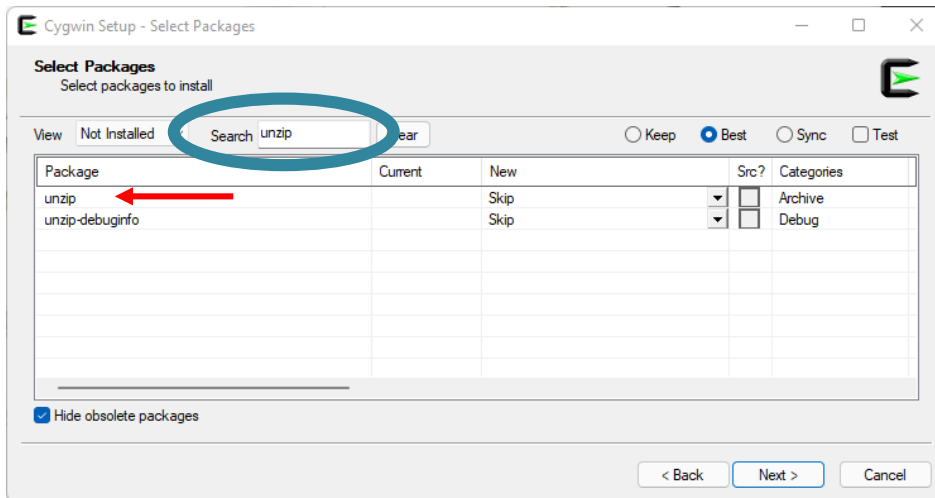 Cygwin Setup - Select Packages
Select Packages
Select packages to install
View Not Installed Search unzip ear Keep Best Sync Test
Package Current New Src? Categories
unzip Skip Archive
unzip-debuginfo Skip Debug
Hide obsolete packages
< Back Next > Cancel